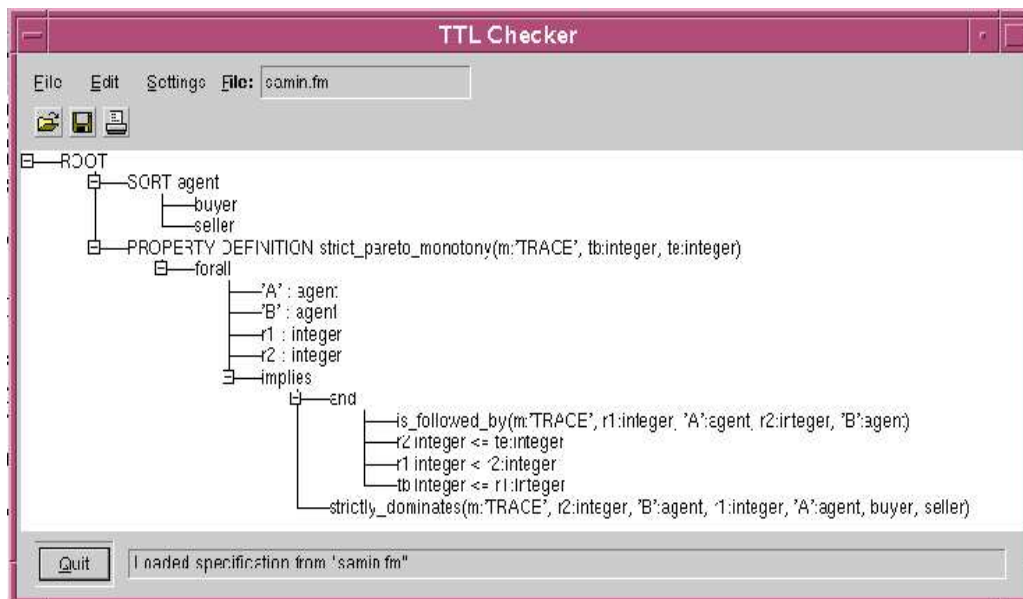 TTL Checker
File Edit Settings File: samin.fm
ROOT
SORT agent
buyer
seller
PROPERTY DEFINITION strict_pareto_monotony(m:'TRACE', tb:integer, te:integer)
forall
'A' : agent
'B' : agent
r1 : integer
r2 : integer
implies
and
is_followed_by(m:'TRACE', r1:integer, 'A':agent, r2:integer, 'B':agent)
r2:integer <= te:integer
r1:integer < r2:integer
tb:integer <= r1:integer
strictly_dominates(m:'TRACE', r2:integer, 'B':agent, r1:integer, 'A':agent, buyer, seller)
Quit Loaded specification from "samin.fm"